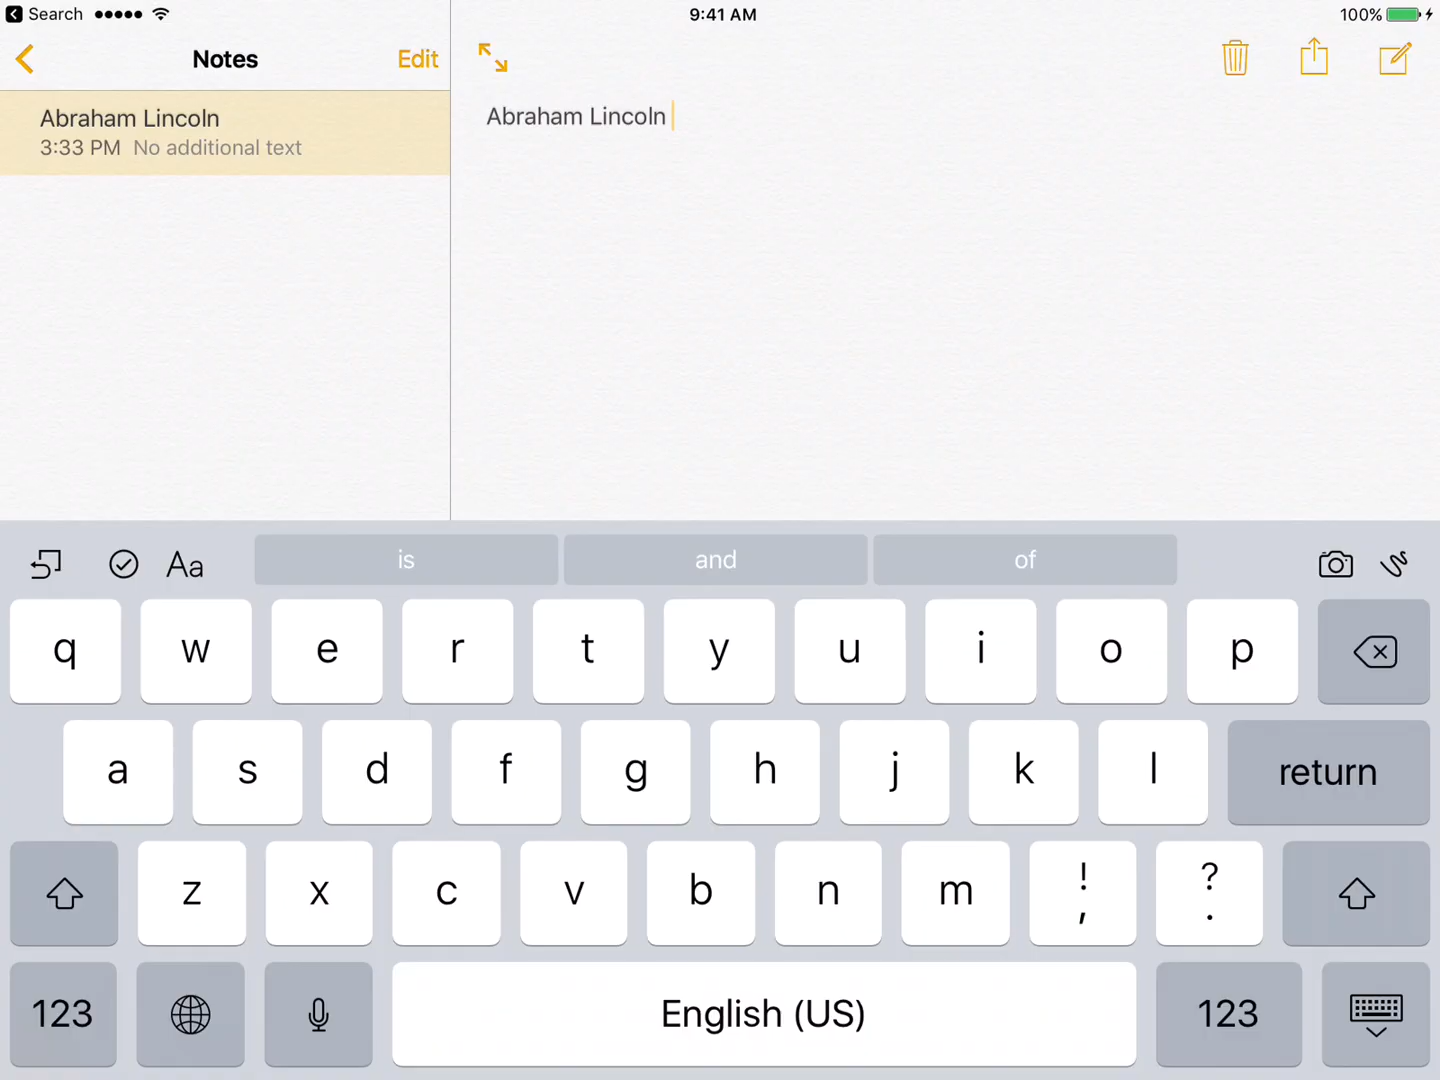 Search 9:41 AM 100%
Notes Edit
Abraham Lincoln
3:33 PM No additional text
Abraham Lincoln
Aa is and of
q w e r t y u i o p
a s d f g h j k l return
z x c v b n m ! , ? .
123 English (US) 123